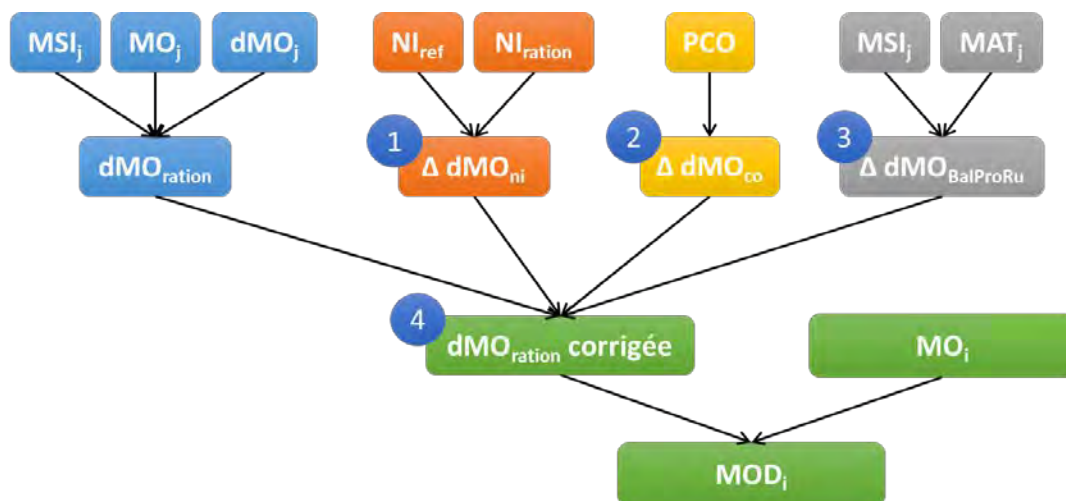 MSIj MOj dMOj NIref NIration PCO MSIj MATj
1 2 3
dMOration Δ dMOni Δ dMOco Δ dMOBalProRu
4
dMOration corrigée MOi
MODi